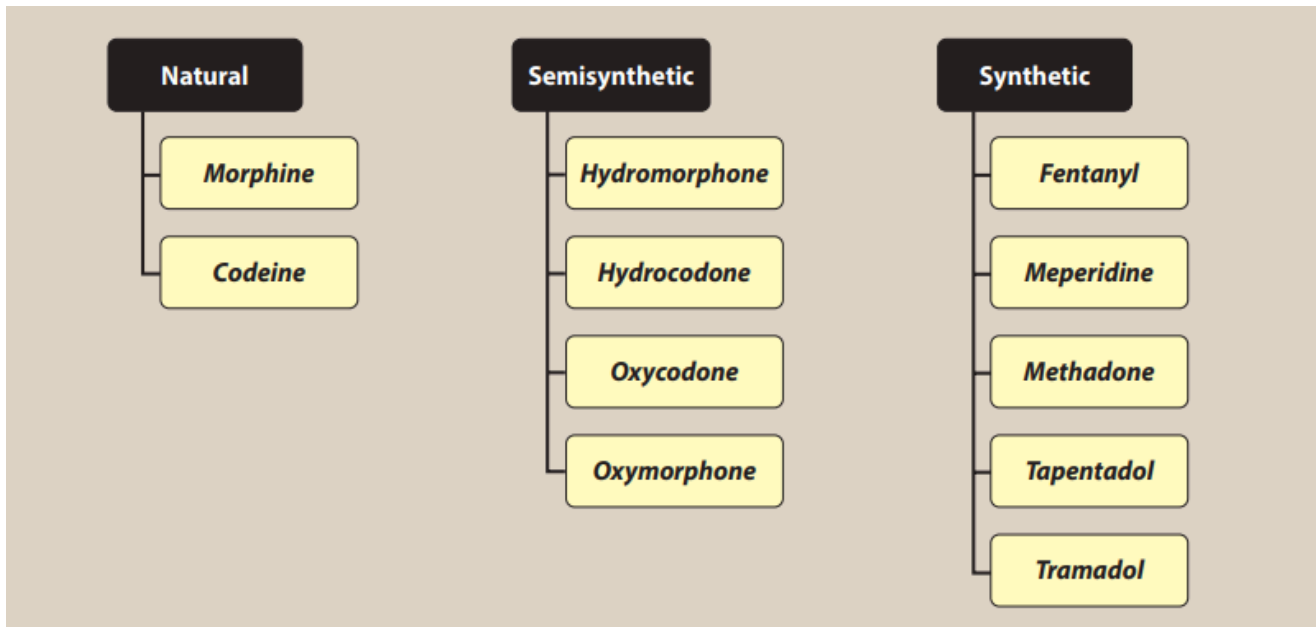 Natural
Morphine
Codeine
Semisynthetic
Hydromorphone
Hydrocodone
Oxycodone
Oxymorphone
Synthetic
Fentanyl
Meperidine
Methadone
Tapentadol
Tramadol